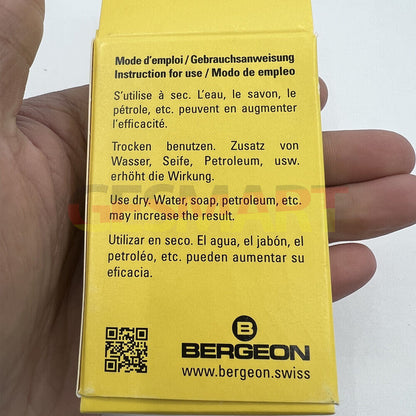 Mode d'emploi / Gebrauchsanweisung
Instruction for use / Modo de empleo
S'utilise à sec. L'eau, le savon, le
pétrole, etc. peuvent en augmenter
l'efficacité.
Trocken benutzen. Zusatz von
Wasser, Seife, Petroleum, usw.
erhöht die Wirkung.
GESMART
Use dry. Water, soap, petroleum, etc.
may increase the result.
Utilizar en seco. El agua, el jabón, el
petroléo, etc. pueden aumentar su
eficacia.
B
BERGEON
www.bergeon.swiss